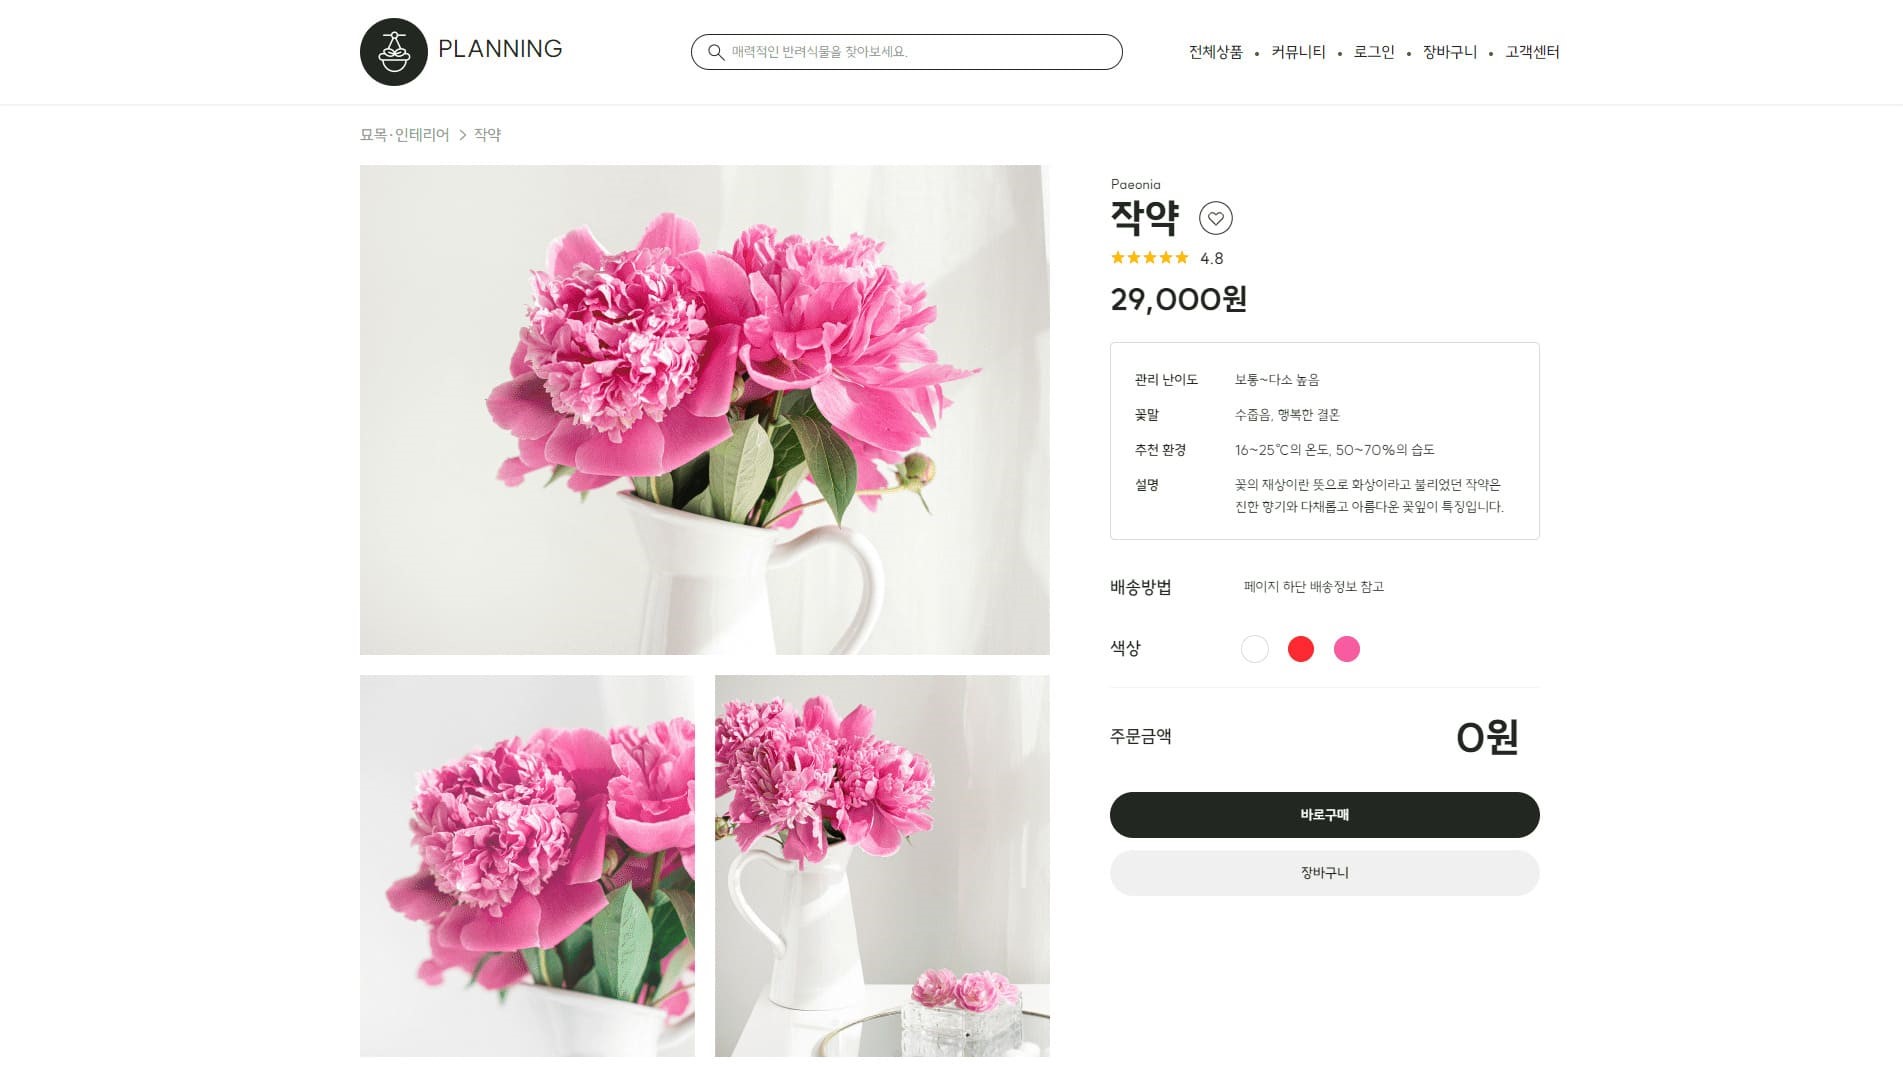 PLANNING
매력적인 반려식물을 찾아보세요.
전체상품 • 커뮤니티 • 로그인 • 장바구니 • 고객센터
묘목·인테리어 > 작약
Paeonia
작약
4.8
29,000원
관리 난이도 보통~다소 높음
꽃말 수줍음, 행복한 결혼
추천 환경 16~25℃의 온도, 50~70%의 습도
설명 꽃의 재상이란 뜻으로 화상이라고 불리었던 작약은
진한 향기와 다채롭고 아름다운 꽃잎이 특징입니다.
배송방법 페이지 하단 배송정보 참고
색상
주문금액 0원
바로구매
장바구니